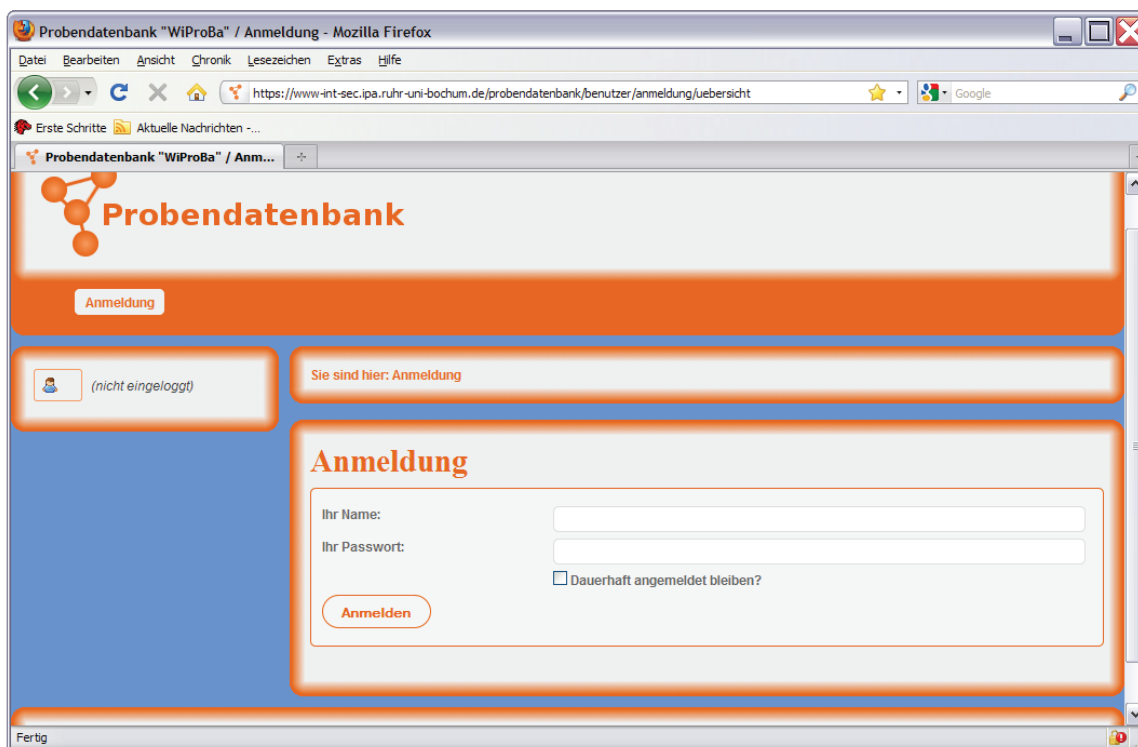 Probendatenbank "WiProBa" / Anmeldung - Mozilla Firefox
Datei Bearbeiten Ansicht Chronik Lesezeichen Extras Hilfe
https://www-int-sec.ipa.ruhr-uni-bochum.de/probendatenbank/benutzer/anmeldung/uebersicht Google
Erste Schritte Aktuelle Nachrichten -...
Probendatenbank "WiProBa" / Anm...
Probendatenbank
Anmeldung
(nicht eingeloggt)
Sie sind hier: Anmeldung
Anmeldung
Ihr Name:
Ihr Passwort:
Dauerhaft angemeldet bleiben?
Anmelden
Fertig